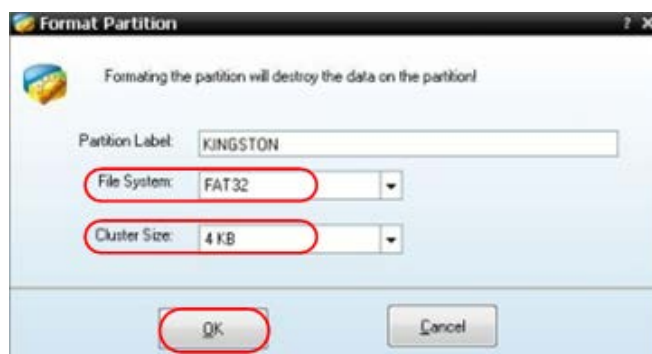 Format Partition
Formating the partition will destroy the data on the partition!
Partition Label: KINGSTON
File System: FAT32
Cluster Size: 4 KB
OK Cancel